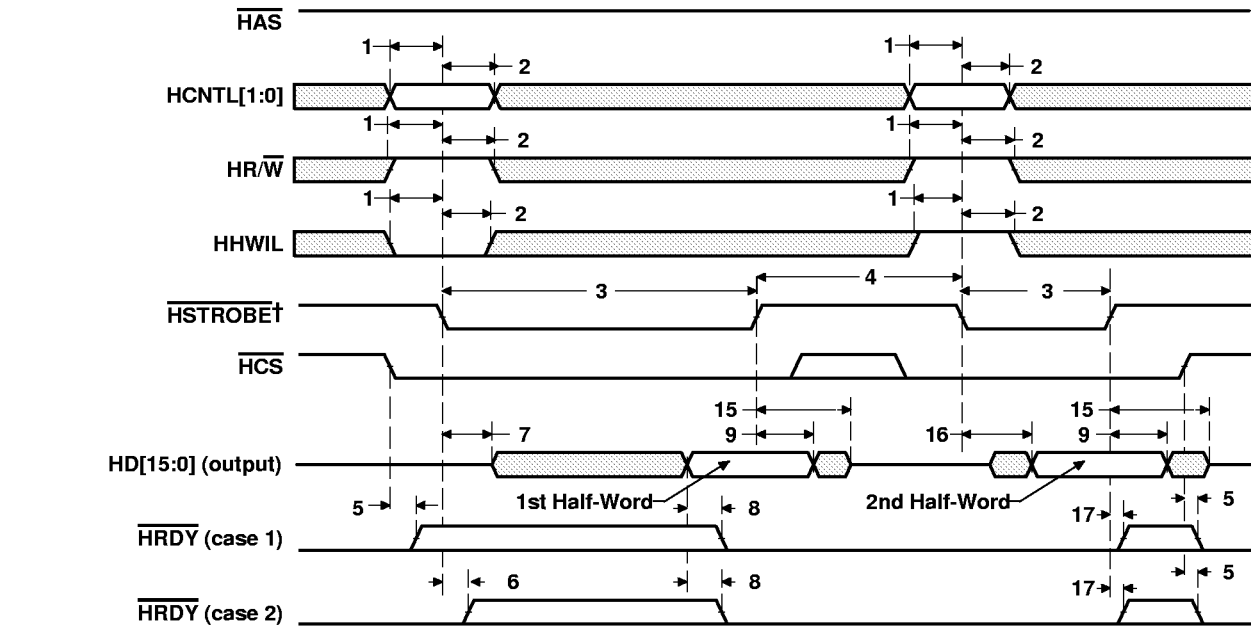 HAS
1 1
2 2
HCNTL[1:0]
1 1
2 2
HR/W
1 1
2 2
HHWIL
3 4 3
HSTROBE†
HCS
15 15
7 9 16 9
HD[15:0] (output)
1st Half-Word 2nd Half-Word
5 8 17 5
HRDY (case 1)
6 8 17 5
HRDY (case 2)